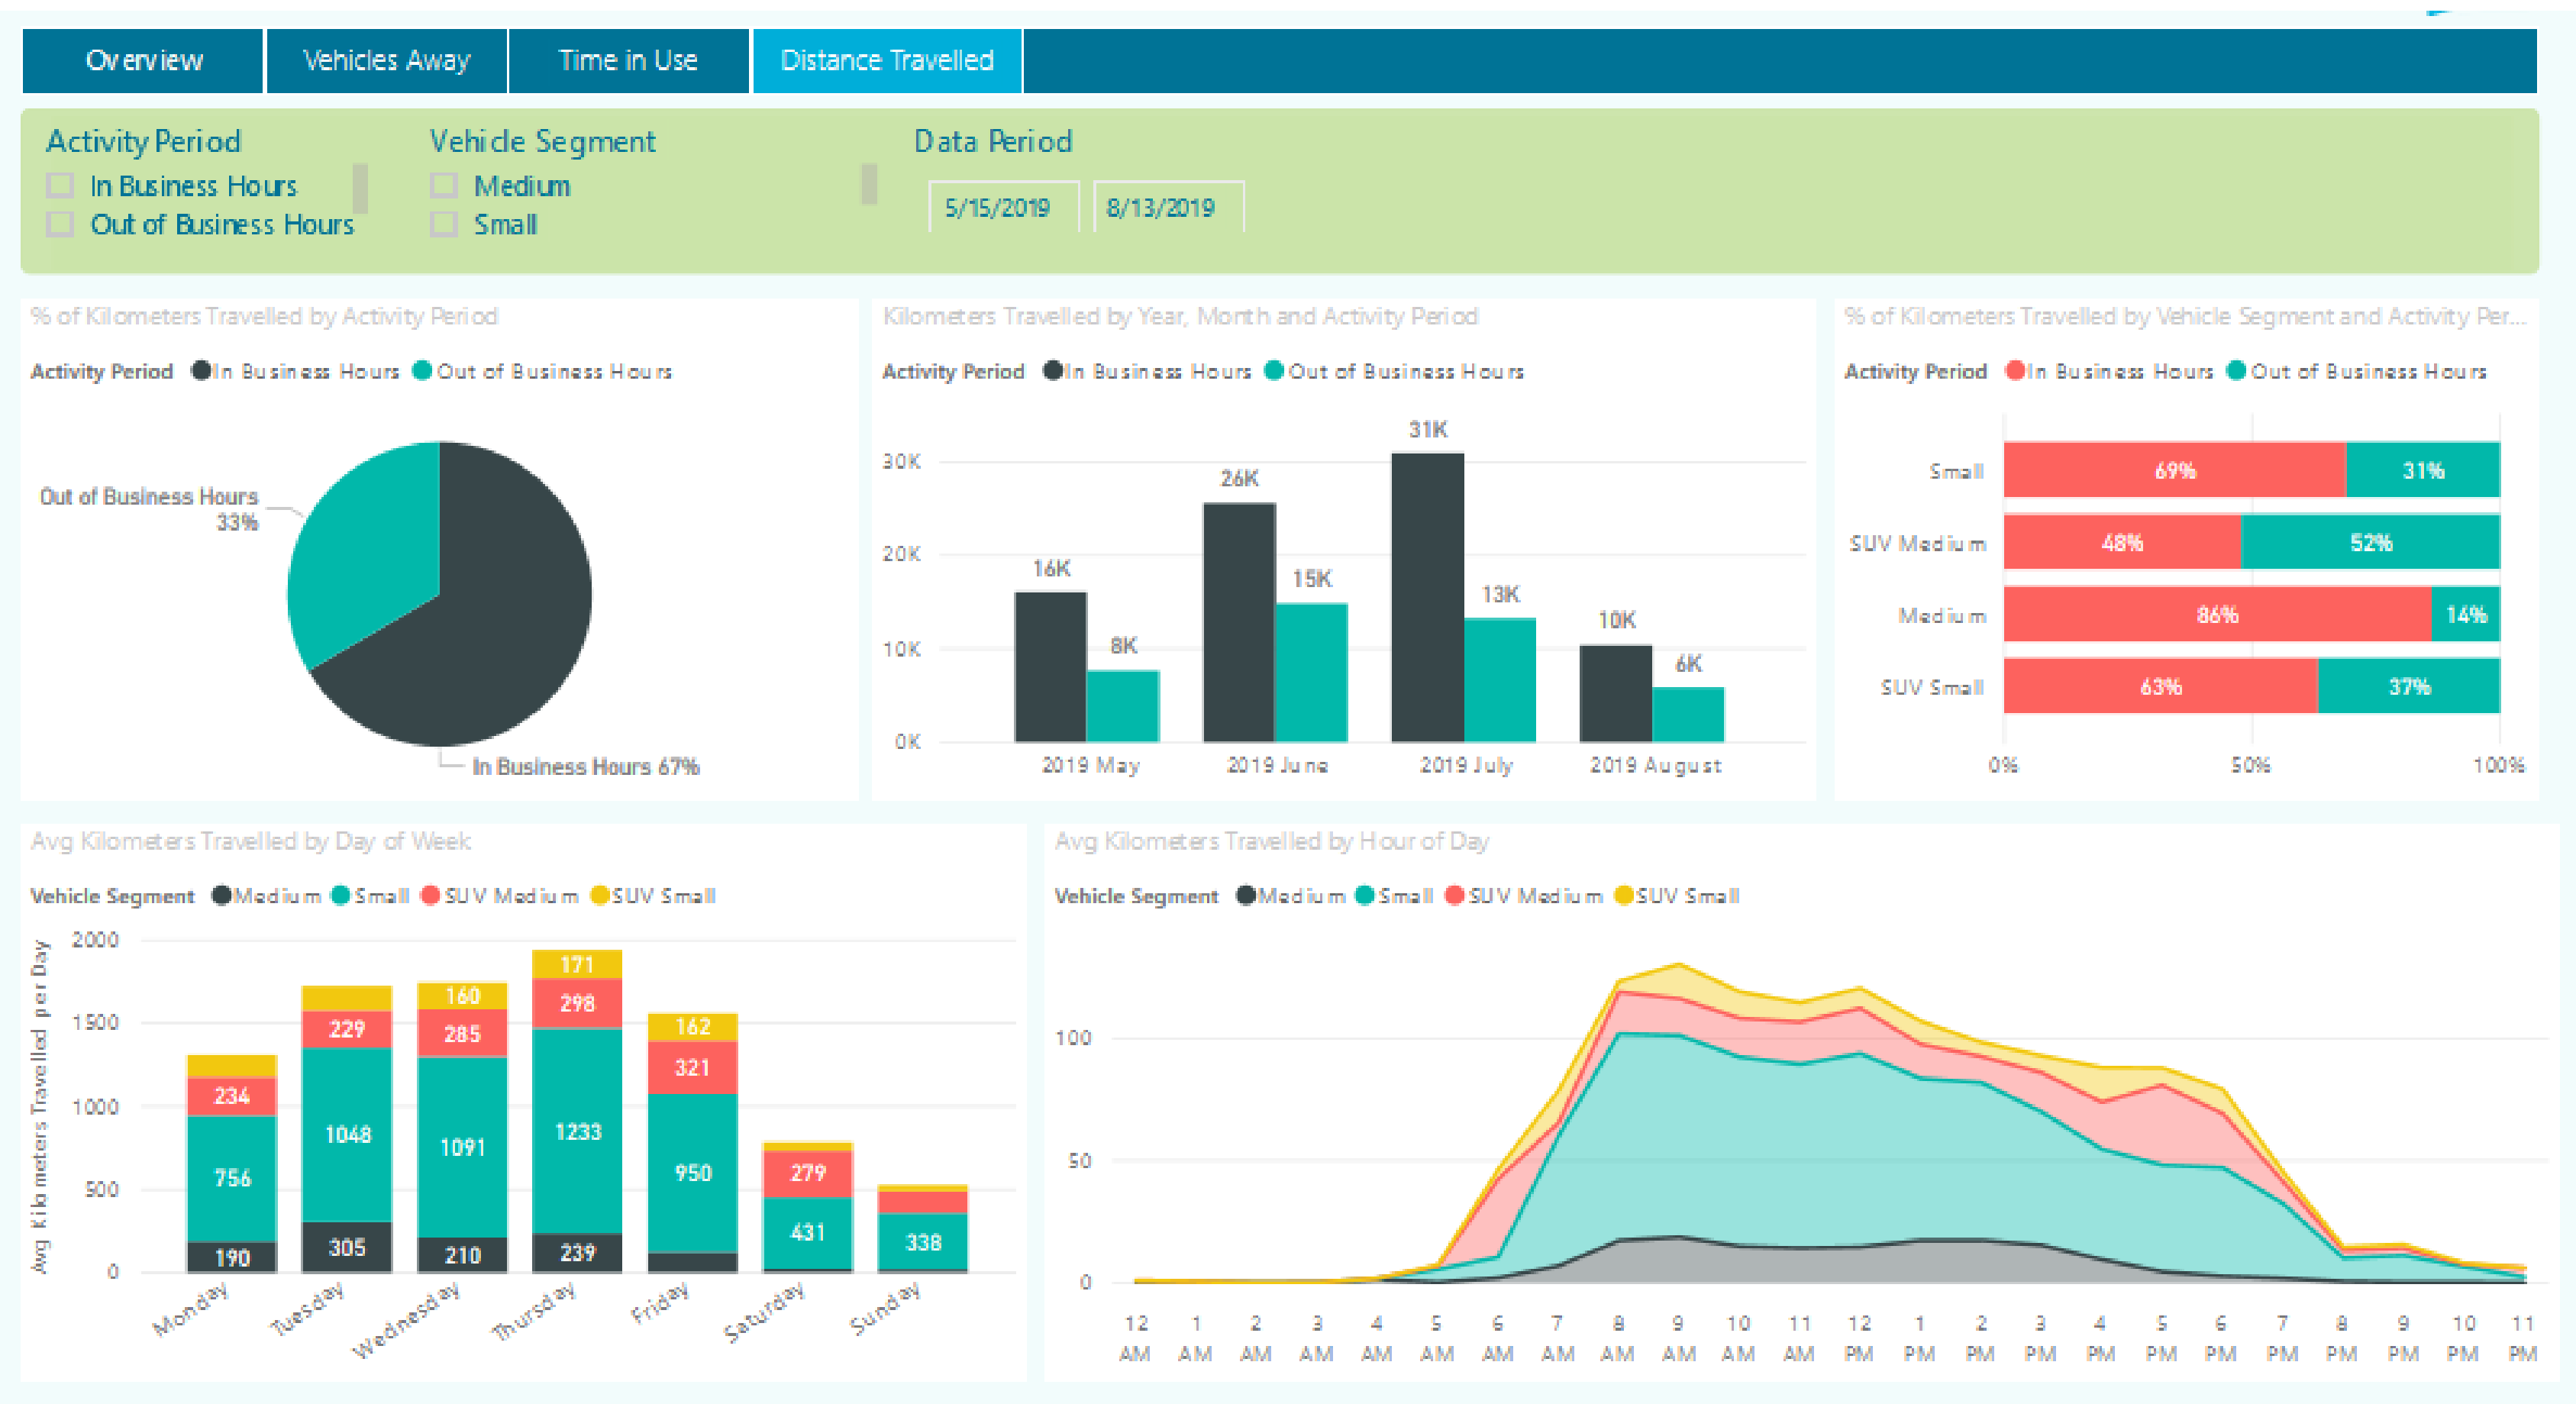 Overview Vehicles Away Time in Use Distance Travelled
Activity Period
In Business Hours
Out of Business Hours
Vehicle Segment
Medium
Small
Data Period
5/15/2019 8/13/2019
% of Kilometers Travelled by Activity Period
Activity Period In Business Hours Out of Business Hours
Out of Business Hours
33%
In Business Hours 67%
Kilometers Travelled by Year, Month and Activity Period
Activity Period In Business Hours Out of Business Hours
30K
20K
10K
0K
16K
8K
26K
15K
31K
13K
10K
6K
2019 May 2019 June 2019 July 2019 August
% of Kilometers Travelled by Vehicle Segment and Activity Per...
Activity Period In Business Hours Out of Business Hours
Small 69% 31%
SUV Medium 48% 52%
Medium 86% 14%
SUV Small 63% 37%
0% 50% 100%
Avg Kilometers Travelled by Day of Week
Vehicle Segment Medium Small SUV Medium SUV Small
Avg Kilometers Travelled per Day
2000
1500
1000
500
0
234
756
190
229
1048
305
160
285
1091
210
171
298
1233
239
162
321
950
279
431
338
Monday Tuesday Wednesday Thursday Friday Saturday Sunday
Avg Kilometers Travelled by Hour of Day
Vehicle Segment Medium Small SUV Medium SUV Small
100
50
0
12 1 2 3 4 5 6 7 8 9 10 11 12 1 2 3 4 5 6 7 8 9 10 11
AM AM AM AM AM AM AM AM AM AM AM AM PM PM PM PM PM PM PM PM PM PM PM PM